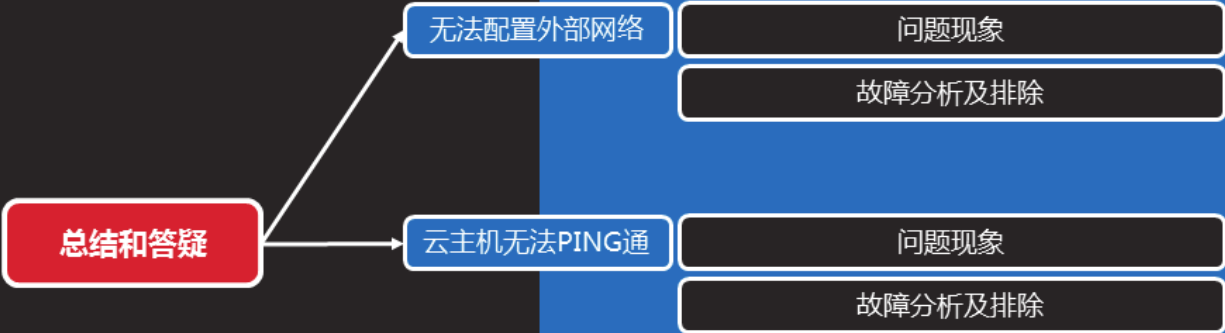 无法配置外部网络
问题现象
故障分析及排除
总结和答疑
云主机无法PING通
问题现象
故障分析及排除